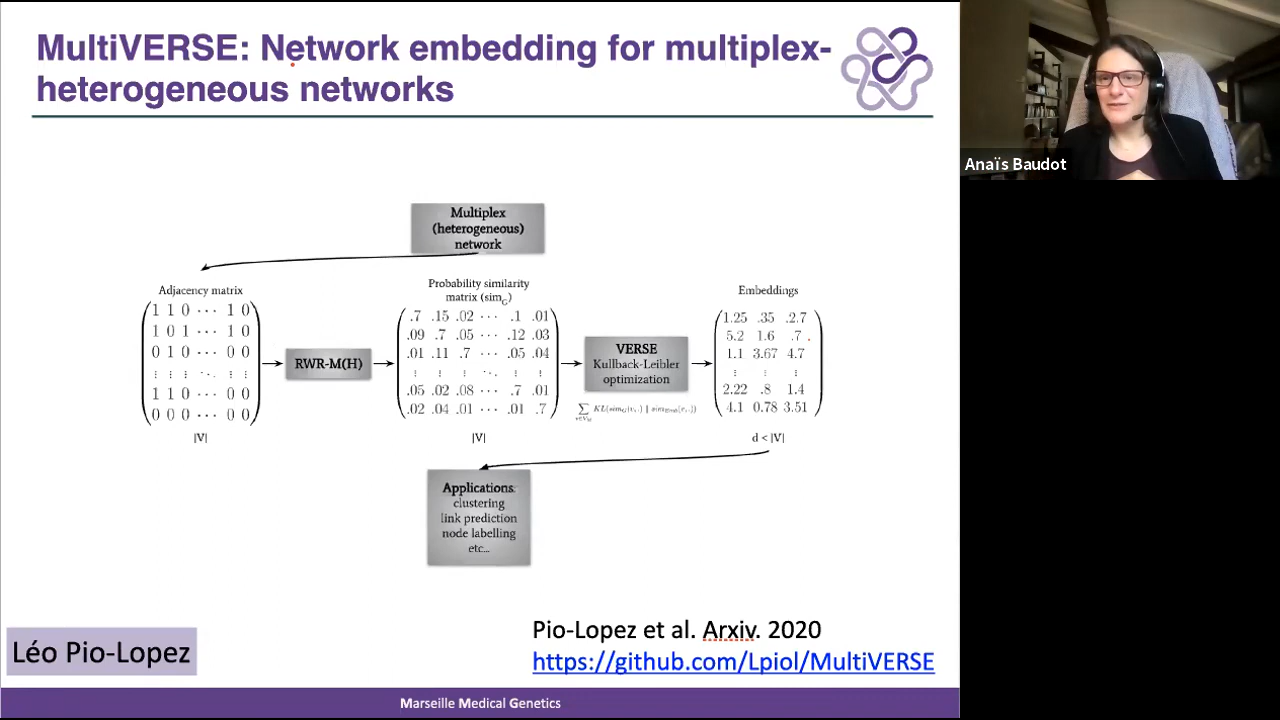 MultiVERSE: Network embedding for multiplex-
heterogeneous networks
Anaïs Baudot
Multiplex
(heterogeneous)
network
Adjacency matrix
1 1 0 ··· 1 0
1 0 1 ··· 1 0
0 1 0 ··· 0 0
⋮ ⋮ ⋮ ⋱ ⋮ ⋮
1 1 0 ··· 0 0
0 0 0 ··· 0 0
|V|
RWR-M(H)
Probability similarity
matrix (sim_G)
.7 .15 .02 ··· .1 .01
.09 .7 .05 ··· .12 .03
.01 .11 .7 ··· .05 .04
⋮ ⋮ ⋮ ⋱ ⋮ ⋮
.05 .02 .08 ··· .7 .01
.02 .04 .01 ··· .01 .7
|V|
VERSE
Kullback-Leibler
optimization
Embeddings
1.25 .35 .2.7
5.2 1.6 .7
1.1 3.67 4.7
⋮ ⋮ ⋮
2.22 .8 1.4
4.1 0.78 3.51
d < |V|
Applications:
clustering
link prediction
node labelling
etc...
Léo Pio-Lopez
Pio-Lopez et al. Arxiv. 2020
https://github.com/Lpiol/MultiVERSE
Marseille Medical Genetics